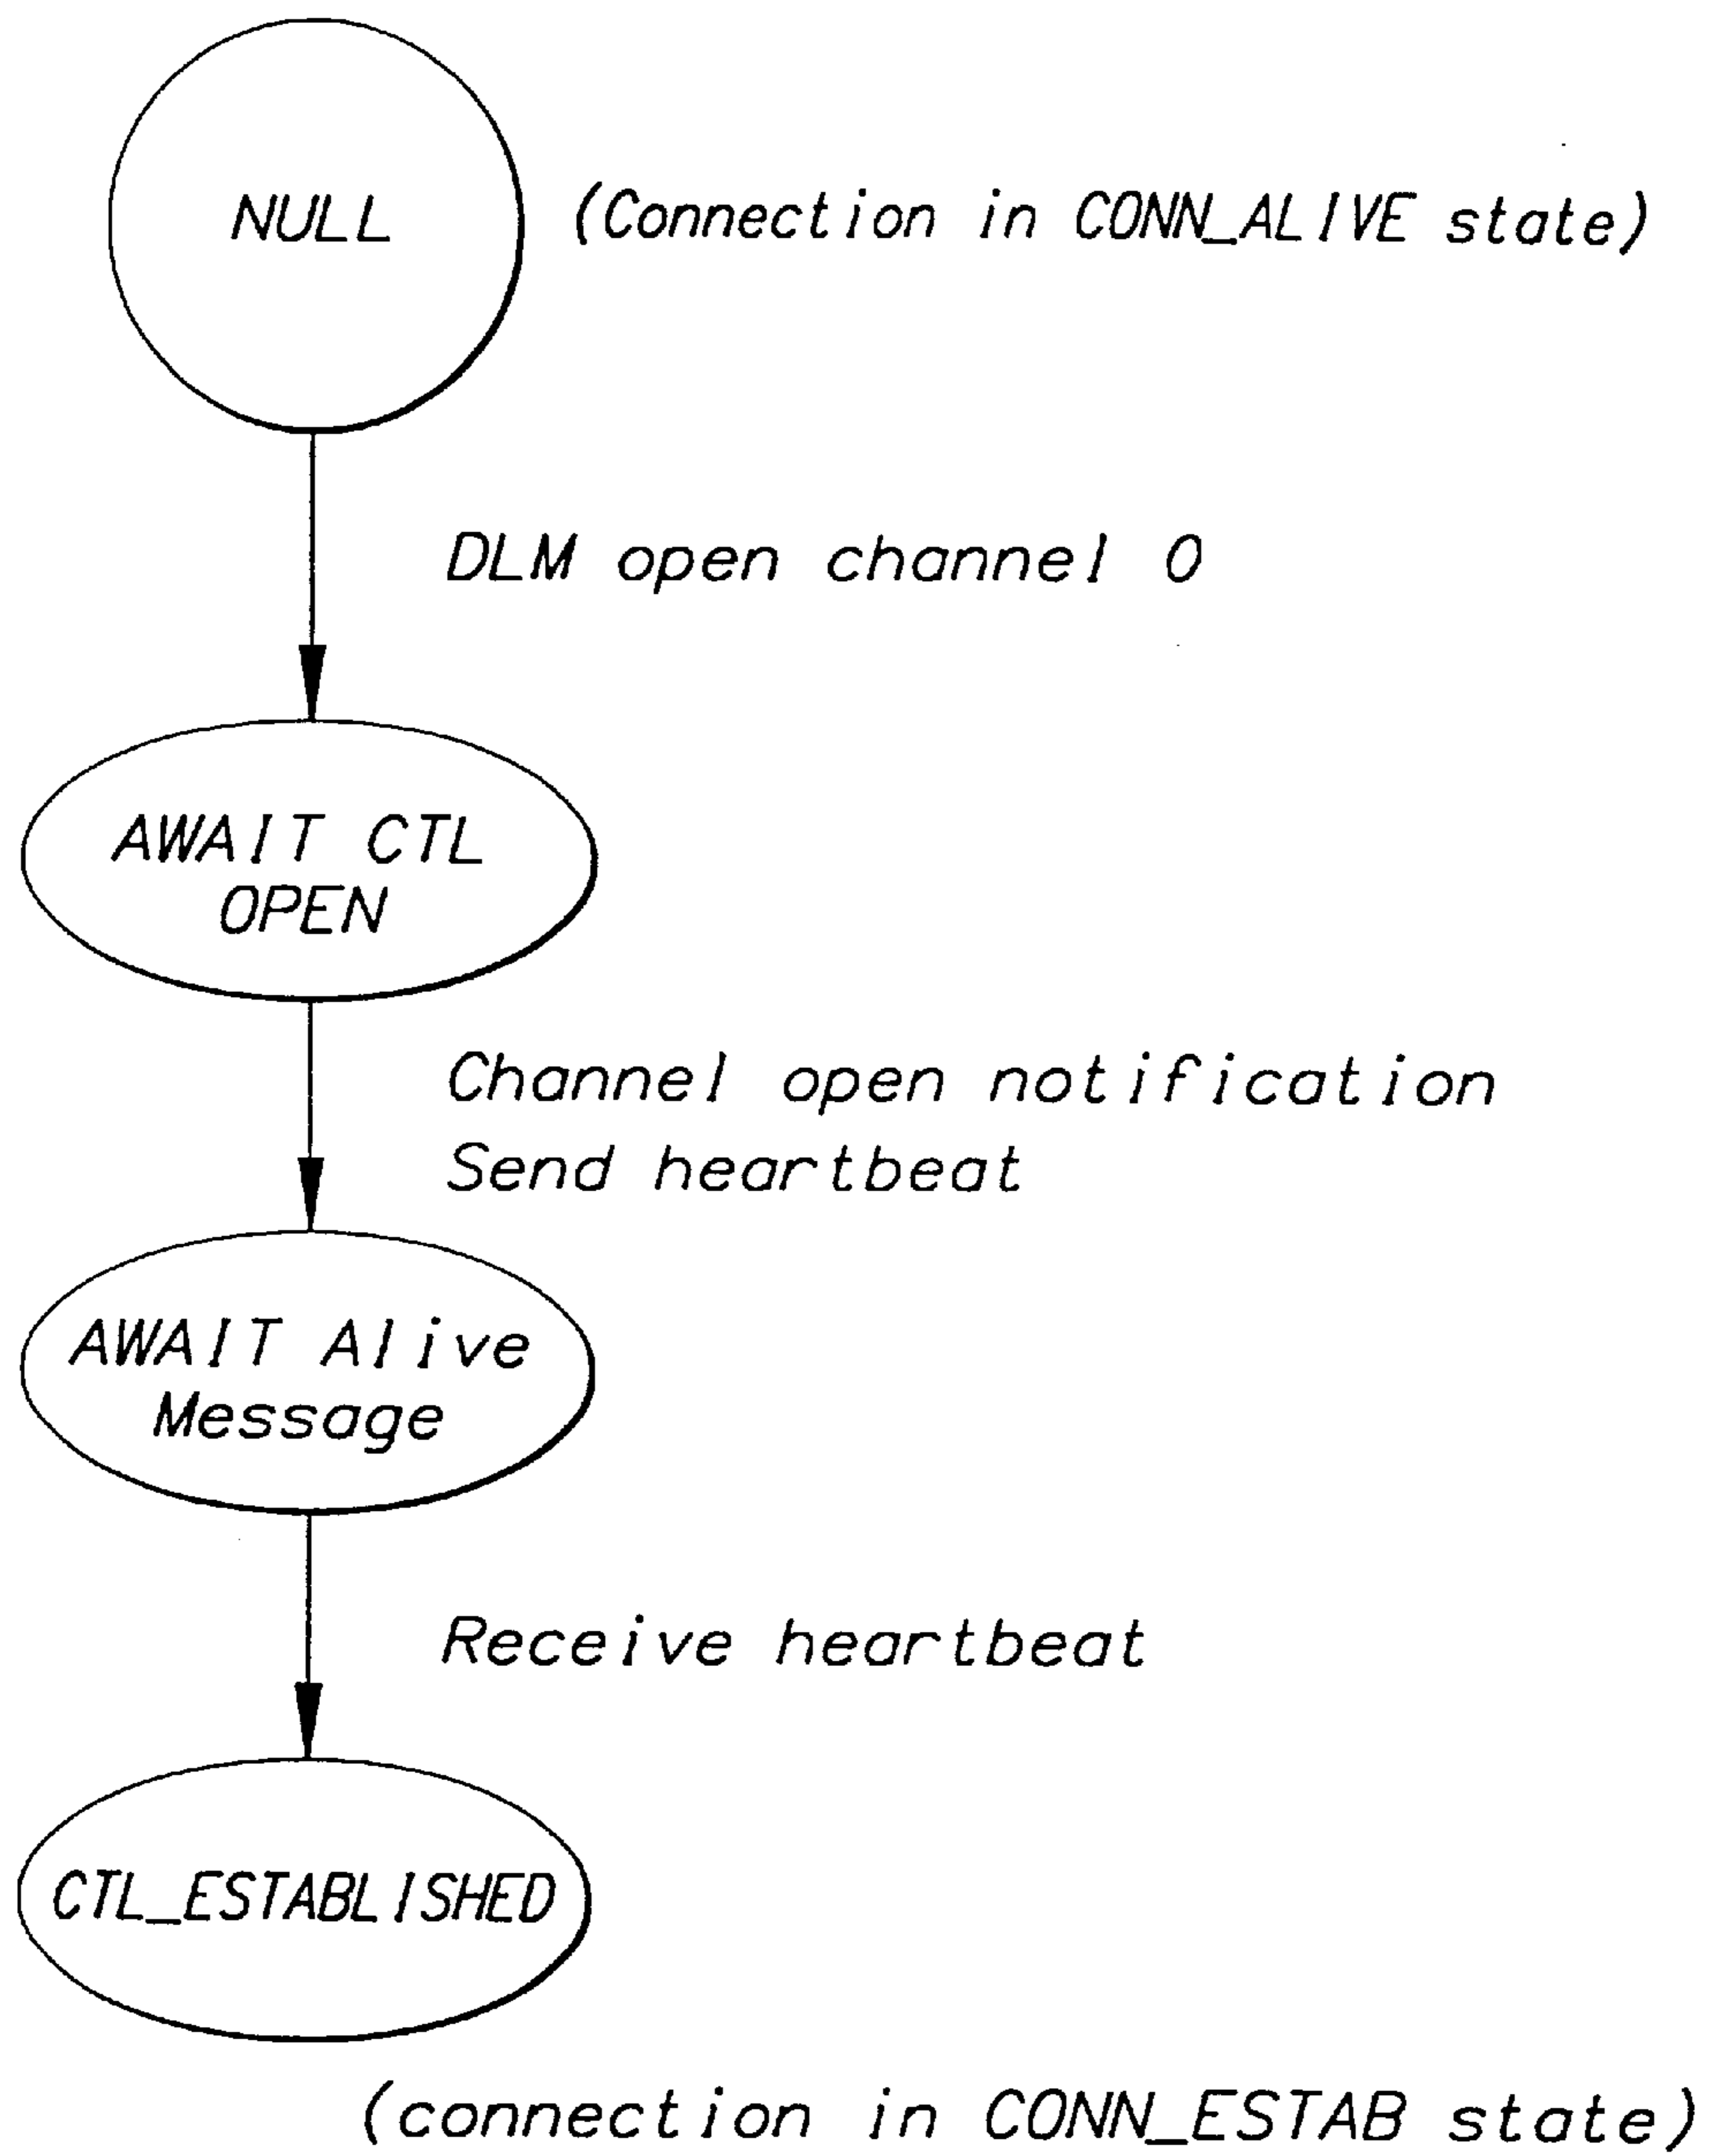 NULL
(Connection in CONN_ALIVE state)
DLM open channel 0
AWAIT CTL
OPEN
Channel open notification
Send heartbeat
AWAIT Alive
Message
Receive heartbeat
CTL_ESTABLISHED
(connection in CONN_ESTAB state)